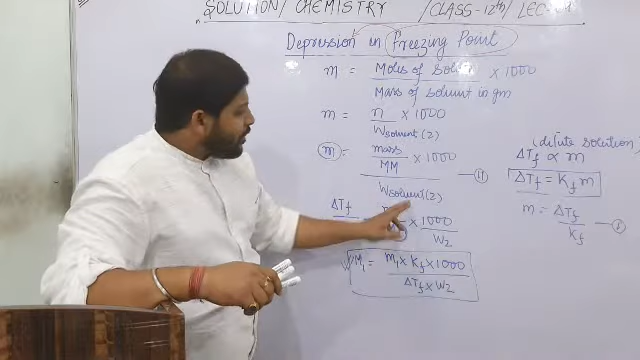 SOLUTION / CHEMISTRY / CLASS-12th / LEC
Depression in Freezing Point
m = Moles of Solute × 1000
Mass of solvent in gm
m = n × 1000
Wsolvent (2)
m = mass × 1000
MM
Wsolvent (2) — (II)
ΔTf × 1000
W2
M1 = m1 × Kf × 1000
ΔTf × W2
(dilute solution)
ΔTf ∝ m
ΔTf = Kf m
m = ΔTf — (I)
Kf